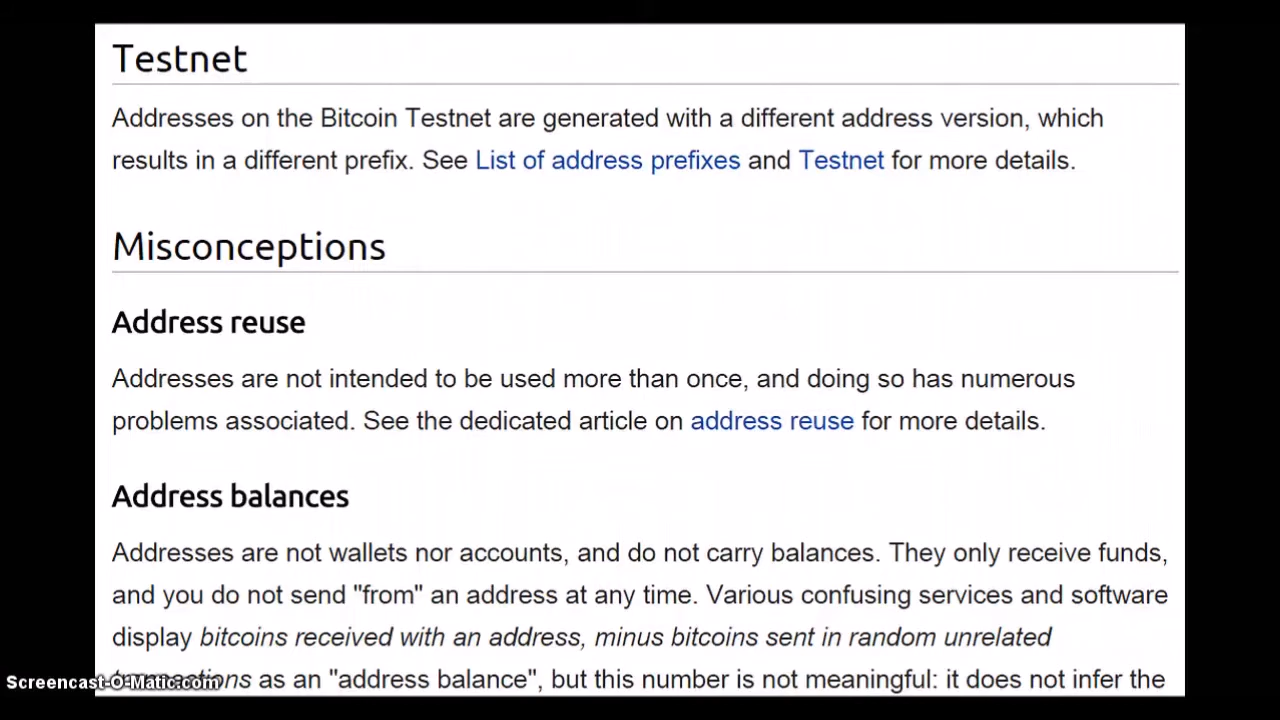 Testnet
Addresses on the Bitcoin Testnet are generated with a different address version, which
results in a different prefix. See List of address prefixes and Testnet for more details.
Misconceptions
Address reuse
Addresses are not intended to be used more than once, and doing so has numerous
problems associated. See the dedicated article on address reuse for more details.
Address balances
Addresses are not wallets nor accounts, and do not carry balances. They only receive funds,
and you do not send "from" an address at any time. Various confusing services and software
display bitcoins received with an address, minus bitcoins sent in random unrelated
as an "address balance", but this number is not meaningful: it does not infer the
Screencast-O-Matic.com